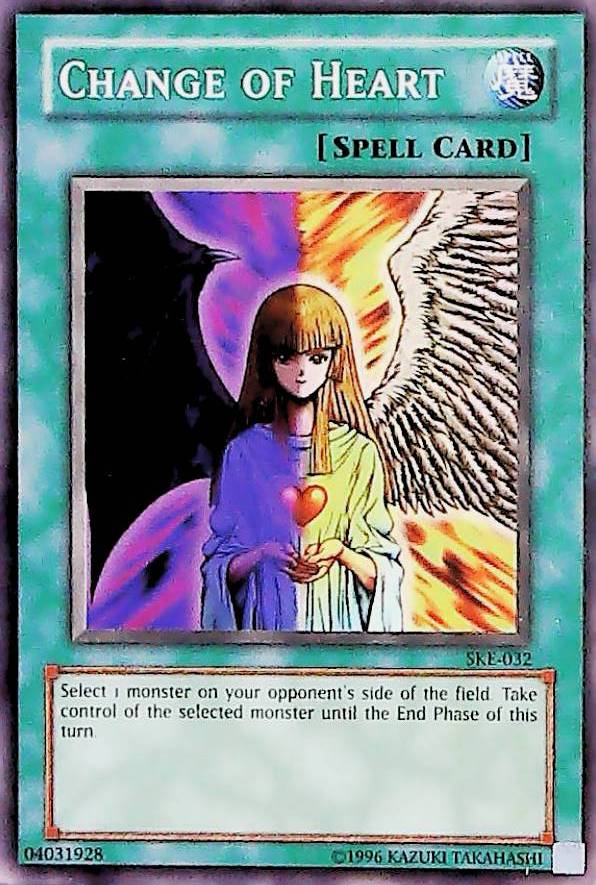 CHANGE OF HEART
魔
[SPELL CARD]
SKE-032
Select 1 monster on your opponent's side of the field. Take
control of the selected monster until the End Phase of this
turn.
04031928
©1996 KAZUKI TAKAHASHI